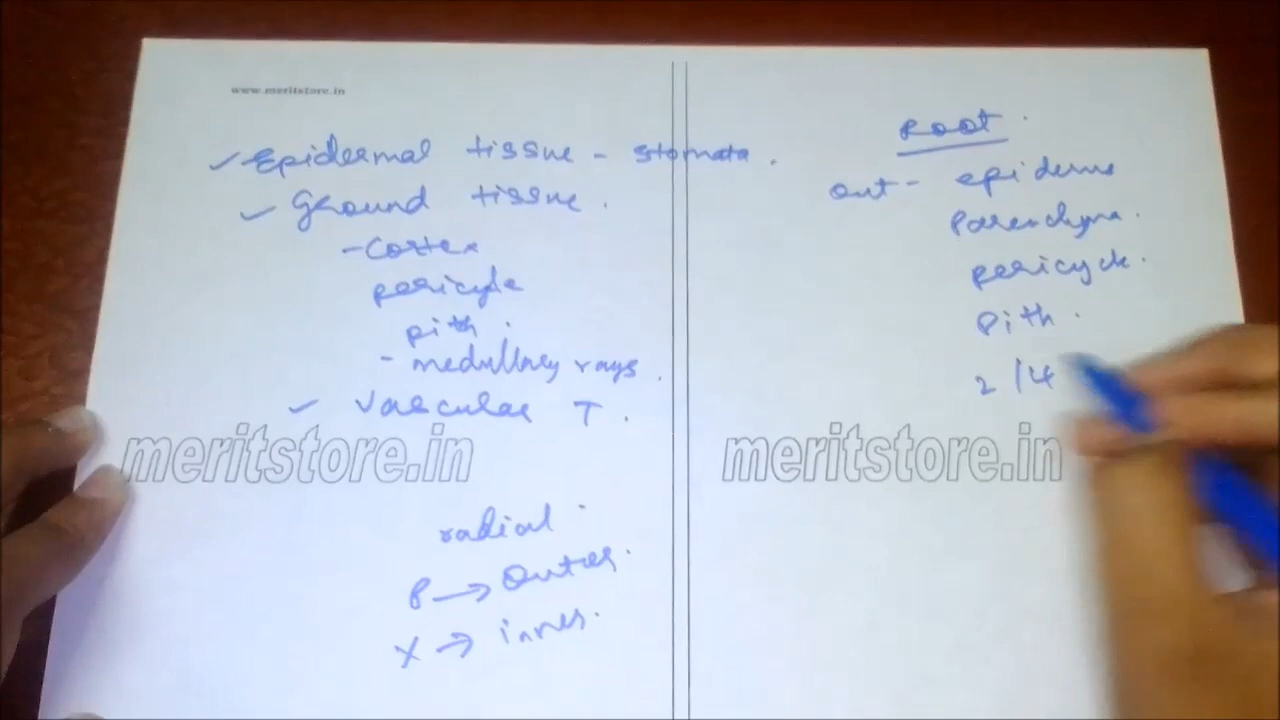 www.meritstore.in
✓ Epidermal tissue - stomata.
✓ Ground tissue.
- Cortex
pericycle
pith.
- medullary rays.
✓ Vascular T.
meritstore.in
radial
P → Outer.
X → inner.
Root.
Out - epiderms
Parenchyma.
pericycle.
Pith.
2/4
meritstore.in